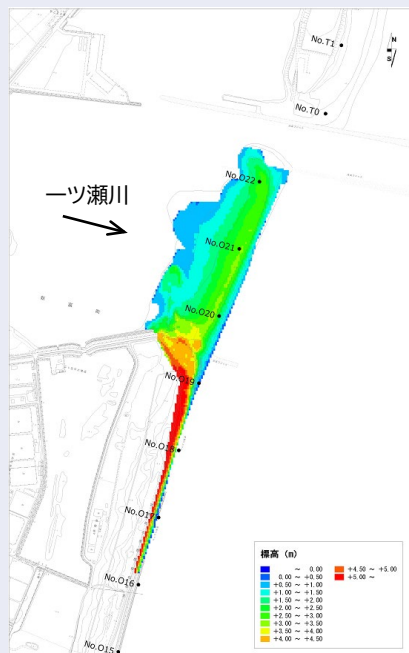 No.T1
N
S
No.T0
No.O22
一ツ瀬川
No.O21
No.O20
No.O19
No.O18
No.O17
No.O16
No.O15
標高 (m)
~ 0.00
0.00 ~ +0.50
+0.50 ~ +1.00
+1.00 ~ +1.50
+1.50 ~ +2.00
+2.00 ~ +2.50
+2.50 ~ +3.00
+3.00 ~ +3.50
+3.50 ~ +4.00
+4.00 ~ +4.50
+4.50 ~ +5.00
+5.00 ~